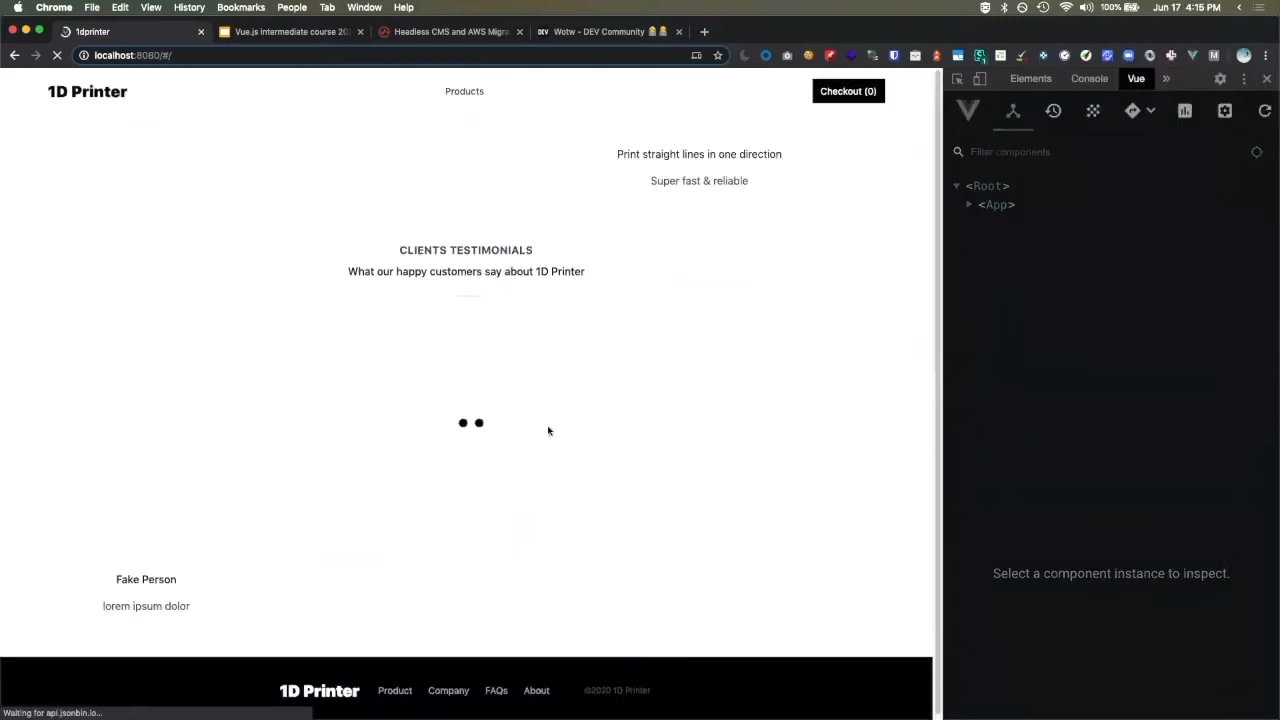 Chrome File Edit View History Bookmarks People Tab Window Help 100% Jun 17 4:15 PM
1dprinter Vue.js intermediate course 202 Headless CMS and AWS Migra DEV Wotw - DEV Community
localhost:8080/#/
Elements Console Vue
1D Printer Products Checkout (0)
Filter components
Print straight lines in one direction
Super fast & reliable
<Root>
<App>
CLIENTS TESTIMONIALS
What our happy customers say about 1D Printer
Select a component instance to inspect.
Fake Person
lorem ipsum dolor
1D Printer Product Company FAQs About ©2020 1D Printer
Waiting for api.jsonbin.io...